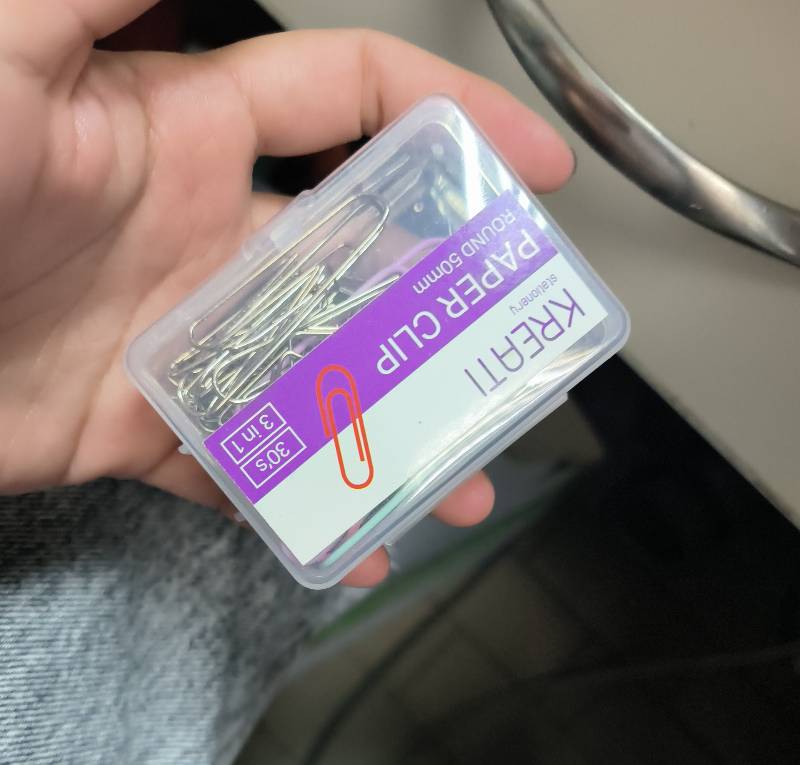 KREATI
stationery
PAPER CLIP
ROUND 50mm
30's
3 in 1